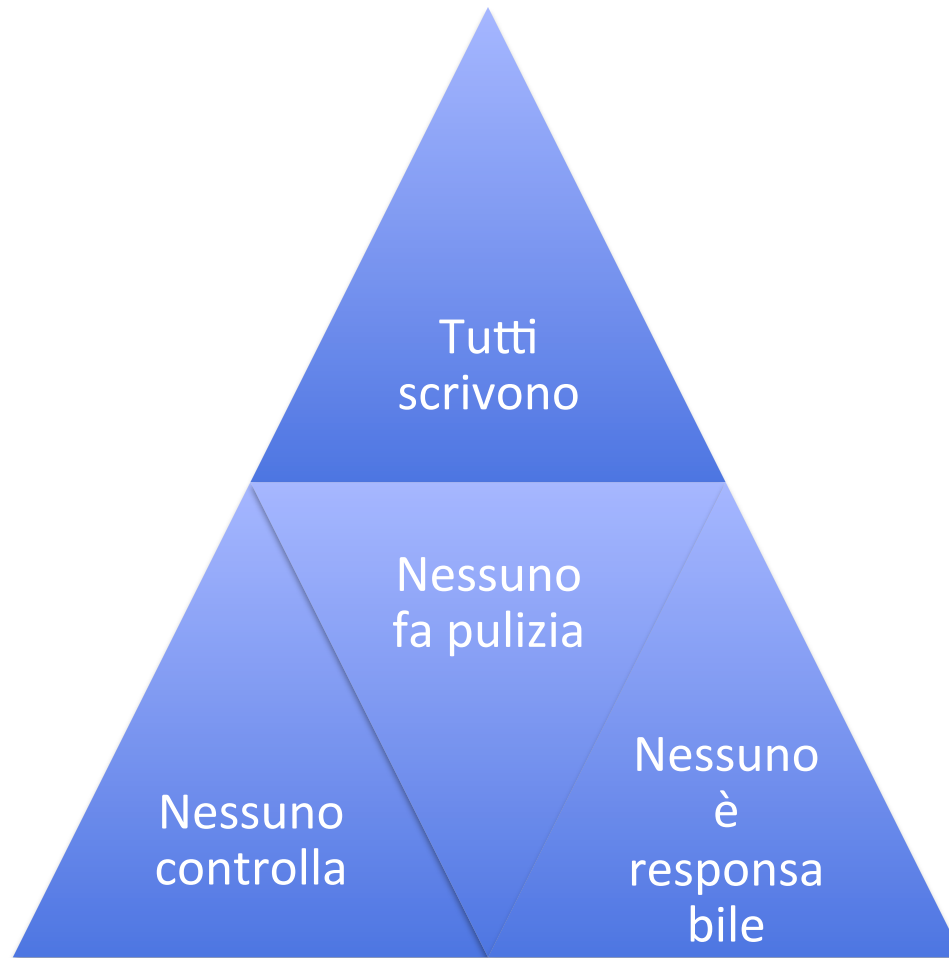 Tutti
scrivono
Nessuno
fa pulizia
Nessuno
controlla
Nessuno
è
responsa
bile